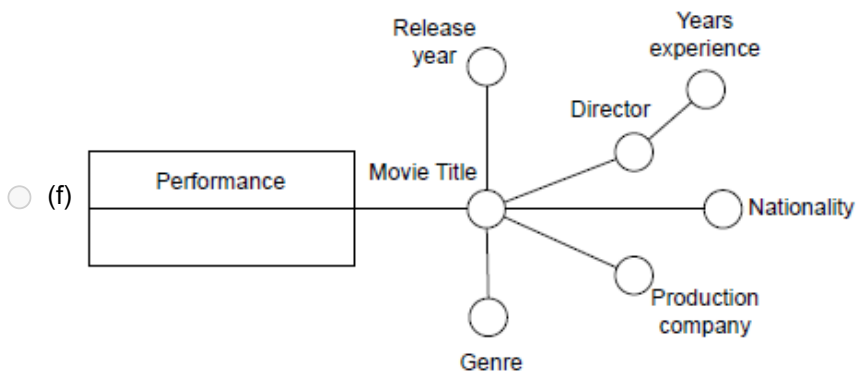 Release
year
Years
experience
Director
(f)
Performance
Movie Title
Nationality
Production
company
Genre